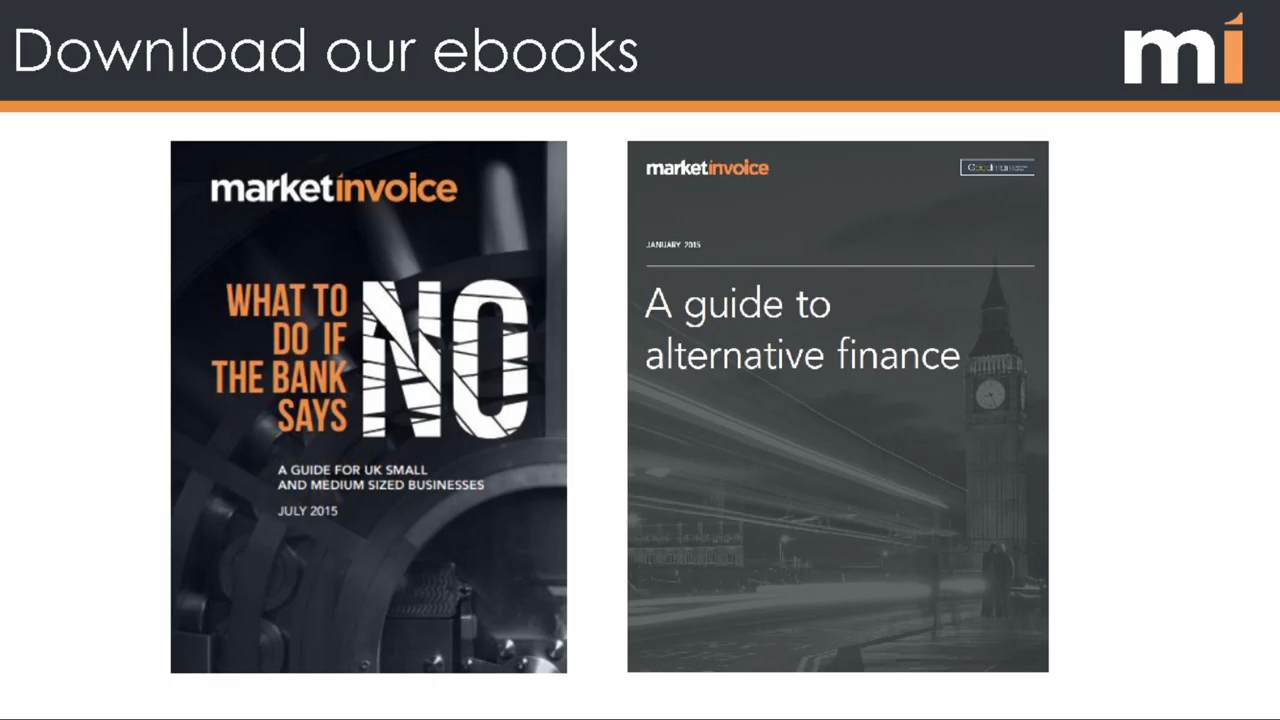 Download our ebooks
mi
marketinvoice
WHAT TO
DO IF
THE BANK
SAYS
NO
A GUIDE FOR UK SMALL
AND MEDIUM SIZED BUSINESSES
JULY 2015
marketinvoice
JANUARY 2015
A guide to
alternative finance